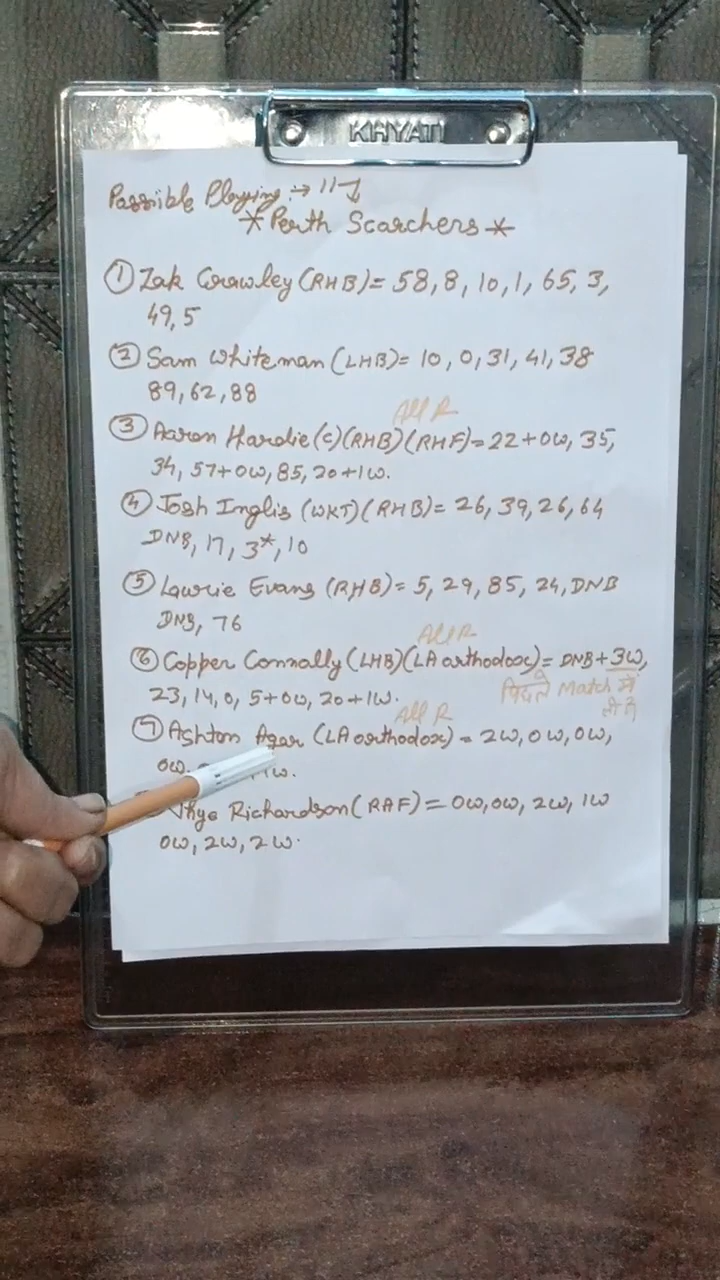 KHYATI
Possible Playing :→ 11↴
*Perth Scorchers*
① Zak Crawley (RHB) = 58, 8, 10, 1, 65, 3,
49, 5
② Sam Whiteman (LHB) = 10, 0, 31, 41, 38
89, 62, 88
All R
③ Aaron Hardie (c) (RHB) (RHF) = 22+0W, 35,
34, 57+0W, 85, 20+1W.
④ Josh Inglis (WKT) (RHB) = 26, 39, 26, 64
DNB, 17, 3*, 10
⑤ Lawrie Evans (RHB) = 5, 29, 85, 24, DNB
DNB, 76
All R
⑥ Copper Connally (LHB) (LA orthodox) = DNB+3W,
23, 14, 0, 5+0W, 20+1W.
पिछले Match में
All R
⑦ Ashton Agar (LA orthodox) = 2W, 0W, 0W,
0W. 1W.
Richardson (RAF) = 0W, 0W, 2W, 1W
0W, 2W, 2W.